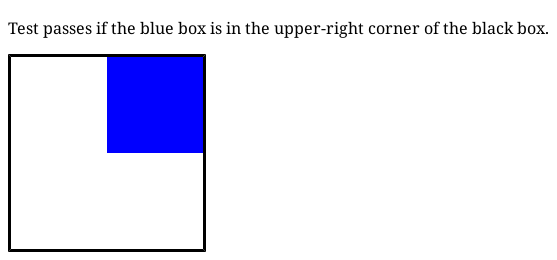 Test passes if the blue box is in the upper-right corner of the black box.